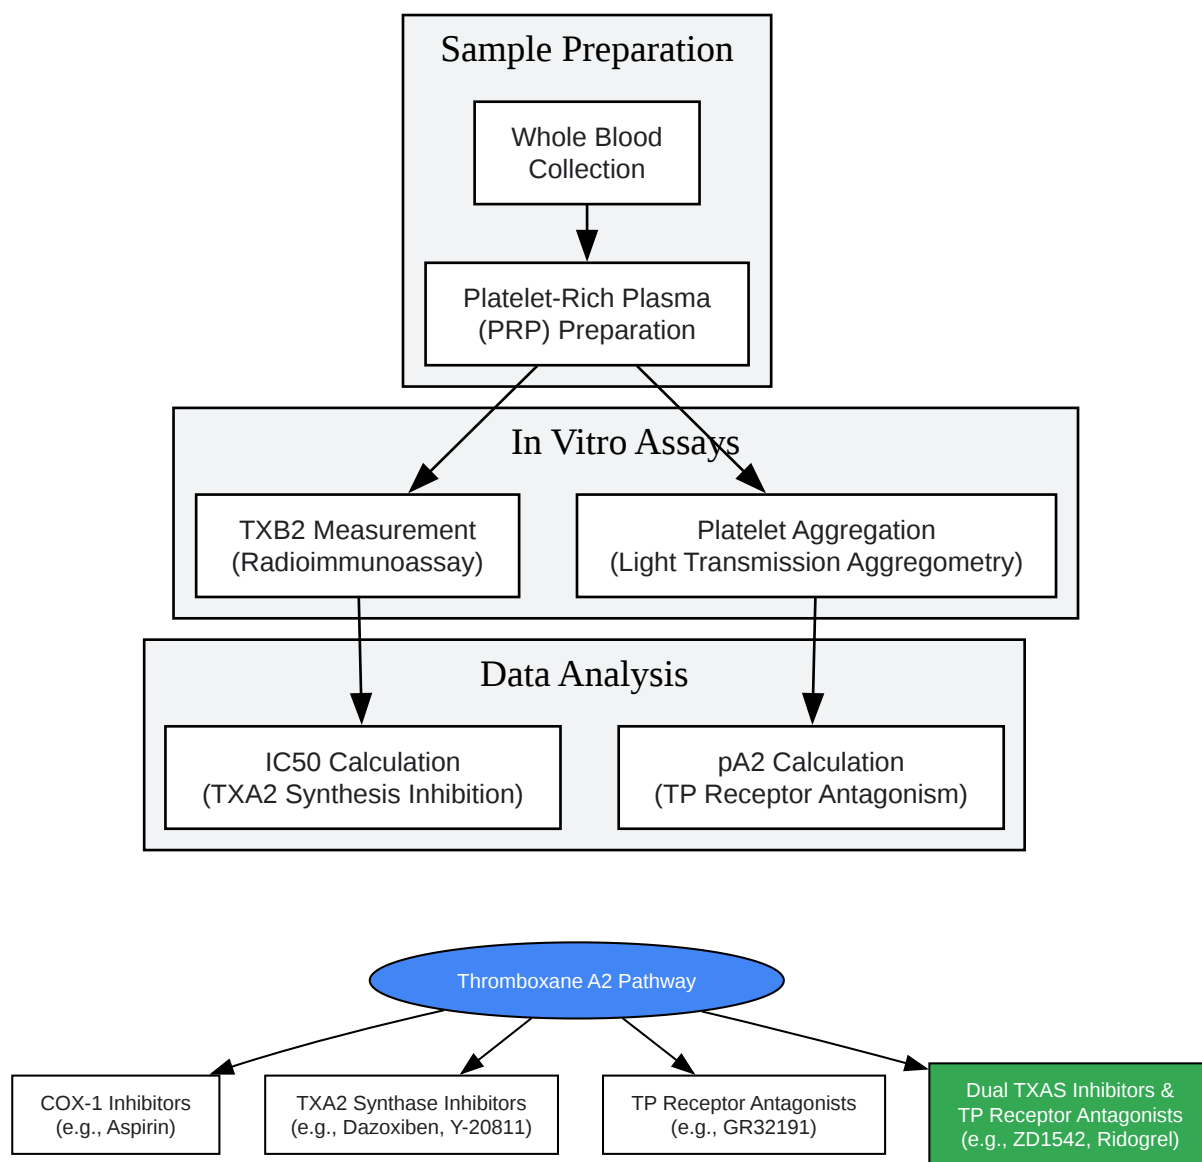 Sample Preparation
Whole Blood
Collection
Platelet-Rich Plasma
(PRP) Preparation
In Vitro Assays
TXB2 Measurement
(Radioimmunoassay)
Platelet Aggregation
(Light Transmission Aggregometry)
Data Analysis
IC50 Calculation
(TXA2 Synthesis Inhibition)
pA2 Calculation
(TP Receptor Antagonism)
Thromboxane A2 Pathway
COX-1 Inhibitors
(e.g., Aspirin)
TXA2 Synthase Inhibitors
(e.g., Dazoxiben, Y-20811)
TP Receptor Antagonists
(e.g., GR32191)
Dual TXAS Inhibitors &
TP Receptor Antagonists
(e.g., ZD1542, Ridogrel)